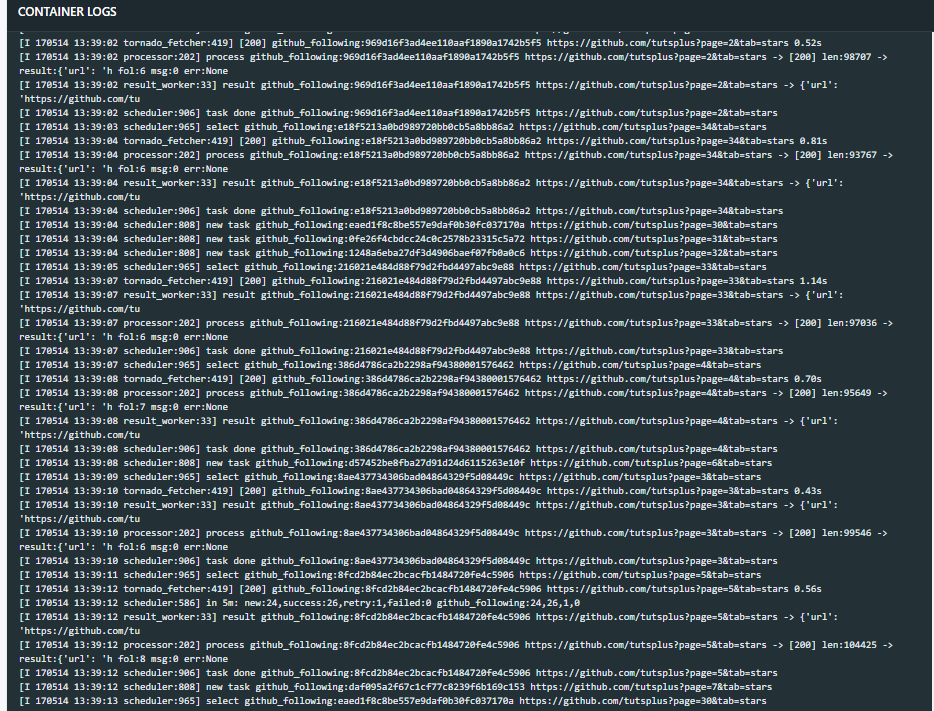 CONTAINER LOGS
[I 170514 13:39:02 tornado_fetcher:419] [200] github_following:969d16f3ad4ee110aaf1890a1742b5f5 https://github.com/tutsplus?page=2&tab=stars 0.52s
[I 170514 13:39:02 processor:202] process github_following:969d16f3ad4ee110aaf1890a1742b5f5 https://github.com/tutsplus?page=2&tab=stars -> [200] len:98707 ->
result:{'url': 'h fol:6 msg:0 err:None
[I 170514 13:39:02 result_worker:33] result github_following:969d16f3ad4ee110aaf1890a1742b5f5 https://github.com/tutsplus?page=2&tab=stars -> {'url':
'https://github.com/tu
[I 170514 13:39:02 scheduler:906] task done github_following:969d16f3ad4ee110aaf1890a1742b5f5 https://github.com/tutsplus?page=2&tab=stars
[I 170514 13:39:03 scheduler:965] select github_following:e18f5213a0bd989720bb0cb5a8bb86a2 https://github.com/tutsplus?page=34&tab=stars
[I 170514 13:39:04 tornado_fetcher:419] [200] github_following:e18f5213a0bd989720bb0cb5a8bb86a2 https://github.com/tutsplus?page=34&tab=stars 0.81s
[I 170514 13:39:04 processor:202] process github_following:e18f5213a0bd989720bb0cb5a8bb86a2 https://github.com/tutsplus?page=34&tab=stars -> [200] len:93767 ->
result:{'url': 'h fol:6 msg:0 err:None
[I 170514 13:39:04 result_worker:33] result github_following:e18f5213a0bd989720bb0cb5a8bb86a2 https://github.com/tutsplus?page=34&tab=stars -> {'url':
'https://github.com/tu
[I 170514 13:39:04 scheduler:906] task done github_following:e18f5213a0bd989720bb0cb5a8bb86a2 https://github.com/tutsplus?page=34&tab=stars
[I 170514 13:39:04 scheduler:808] new task github_following:eaed1f8c8be557e9daf0b30fc037170a https://github.com/tutsplus?page=30&tab=stars
[I 170514 13:39:04 scheduler:808] new task github_following:0fe26f4cbdcc24c0c2578b23315c5a72 https://github.com/tutsplus?page=31&tab=stars
[I 170514 13:39:04 scheduler:808] new task github_following:1248a6eba27df3d4906baef07fb0a0c6 https://github.com/tutsplus?page=32&tab=stars
[I 170514 13:39:05 scheduler:965] select github_following:216021e484d88f79d2fbd4497abc9e88 https://github.com/tutsplus?page=33&tab=stars
[I 170514 13:39:07 tornado_fetcher:419] [200] github_following:216021e484d88f79d2fbd4497abc9e88 https://github.com/tutsplus?page=33&tab=stars 1.14s
[I 170514 13:39:07 result_worker:33] result github_following:216021e484d88f79d2fbd4497abc9e88 https://github.com/tutsplus?page=33&tab=stars -> {'url':
'https://github.com/tu
[I 170514 13:39:07 processor:202] process github_following:216021e484d88f79d2fbd4497abc9e88 https://github.com/tutsplus?page=33&tab=stars -> [200] len:97036 ->
result:{'url': 'h fol:6 msg:0 err:None
[I 170514 13:39:07 scheduler:906] task done github_following:216021e484d88f79d2fbd4497abc9e88 https://github.com/tutsplus?page=33&tab=stars
[I 170514 13:39:07 scheduler:965] select github_following:386d4786ca2b2298af94380001576462 https://github.com/tutsplus?page=4&tab=stars
[I 170514 13:39:08 tornado_fetcher:419] [200] github_following:386d4786ca2b2298af94380001576462 https://github.com/tutsplus?page=4&tab=stars 0.70s
[I 170514 13:39:08 processor:202] process github_following:386d4786ca2b2298af94380001576462 https://github.com/tutsplus?page=4&tab=stars -> [200] len:95649 ->
result:{'url': 'h fol:7 msg:0 err:None
[I 170514 13:39:08 result_worker:33] result github_following:386d4786ca2b2298af94380001576462 https://github.com/tutsplus?page=4&tab=stars -> {'url':
'https://github.com/tu
[I 170514 13:39:08 scheduler:906] task done github_following:386d4786ca2b2298af94380001576462 https://github.com/tutsplus?page=4&tab=stars
[I 170514 13:39:08 scheduler:808] new task github_following:d57452be8fba27d91d24d6115263e10f https://github.com/tutsplus?page=6&tab=stars
[I 170514 13:39:09 scheduler:965] select github_following:8ae437734306bad04864329f5d08449c https://github.com/tutsplus?page=3&tab=stars
[I 170514 13:39:10 tornado_fetcher:419] [200] github_following:8ae437734306bad04864329f5d08449c https://github.com/tutsplus?page=3&tab=stars 0.43s
[I 170514 13:39:10 result_worker:33] result github_following:8ae437734306bad04864329f5d08449c https://github.com/tutsplus?page=3&tab=stars -> {'url':
'https://github.com/tu
[I 170514 13:39:10 processor:202] process github_following:8ae437734306bad04864329f5d08449c https://github.com/tutsplus?page=3&tab=stars -> [200] len:99546 ->
result:{'url': 'h fol:6 msg:0 err:None
[I 170514 13:39:10 scheduler:906] task done github_following:8ae437734306bad04864329f5d08449c https://github.com/tutsplus?page=3&tab=stars
[I 170514 13:39:11 scheduler:965] select github_following:8fcd2b84ec2bcacfb1484720fe4c5906 https://github.com/tutsplus?page=5&tab=stars
[I 170514 13:39:12 tornado_fetcher:419] [200] github_following:8fcd2b84ec2bcacfb1484720fe4c5906 https://github.com/tutsplus?page=5&tab=stars 0.56s
[I 170514 13:39:12 scheduler:586] in 5m: new:24,success:26,retry:1,failed:0 github_following:24,26,1,0
[I 170514 13:39:12 result_worker:33] result github_following:8fcd2b84ec2bcacfb1484720fe4c5906 https://github.com/tutsplus?page=5&tab=stars -> {'url':
'https://github.com/tu
[I 170514 13:39:12 processor:202] process github_following:8fcd2b84ec2bcacfb1484720fe4c5906 https://github.com/tutsplus?page=5&tab=stars -> [200] len:104425 ->
result:{'url': 'h fol:8 msg:0 err:None
[I 170514 13:39:12 scheduler:906] task done github_following:8fcd2b84ec2bcacfb1484720fe4c5906 https://github.com/tutsplus?page=5&tab=stars
[I 170514 13:39:12 scheduler:808] new task github_following:daf095a2f67c1cf77c8239f6b169c153 https://github.com/tutsplus?page=7&tab=stars
[I 170514 13:39:13 scheduler:965] select github_following:eaed1f8c8be557e9daf0b30fc037170a https://github.com/tutsplus?page=30&tab=stars